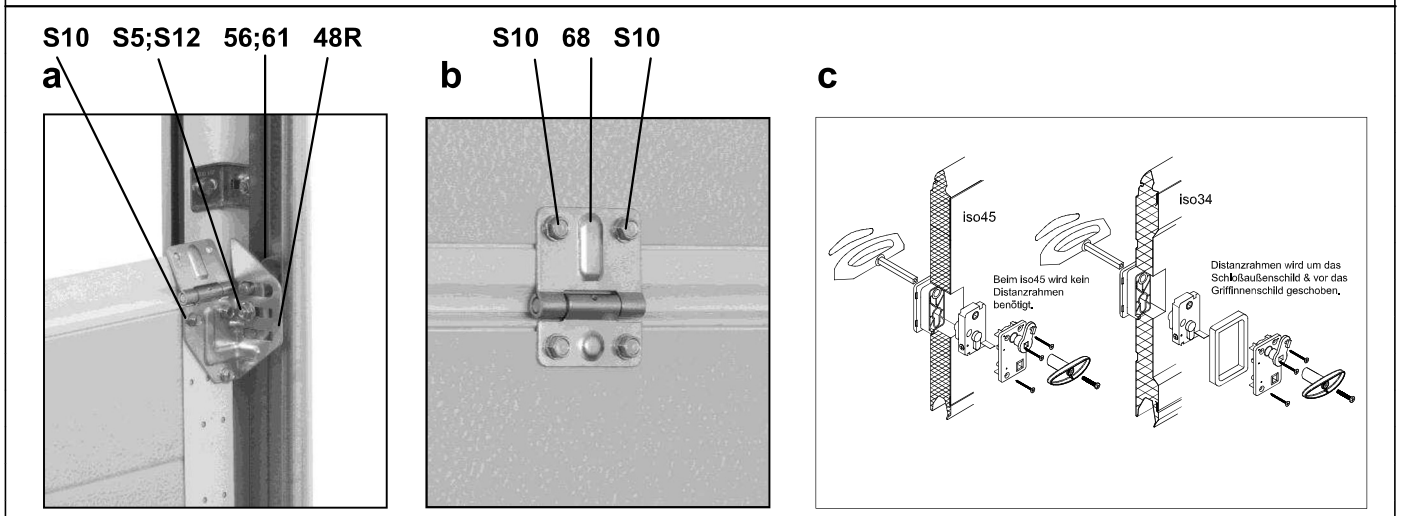 S10 S5;S12 56;61 48R
S10 68 S10
a
b
c
iso45
iso34
Beim iso45 wird kein
Distanzrahmen
benötigt.
Distanzrahmen wird um das
Schloßaußenschild & vor das
Griffinnenschild geschoben.